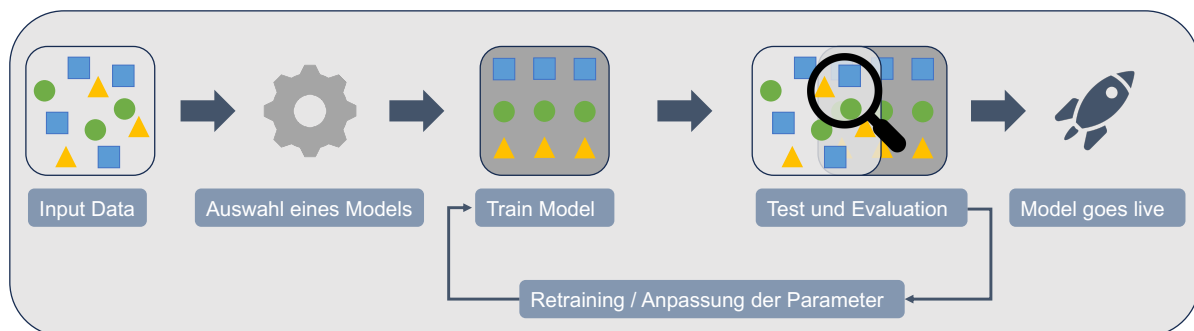 Input Data
Auswahl eines Models
Train Model
Test und Evaluation
Model goes live
Retraining / Anpassung der Parameter